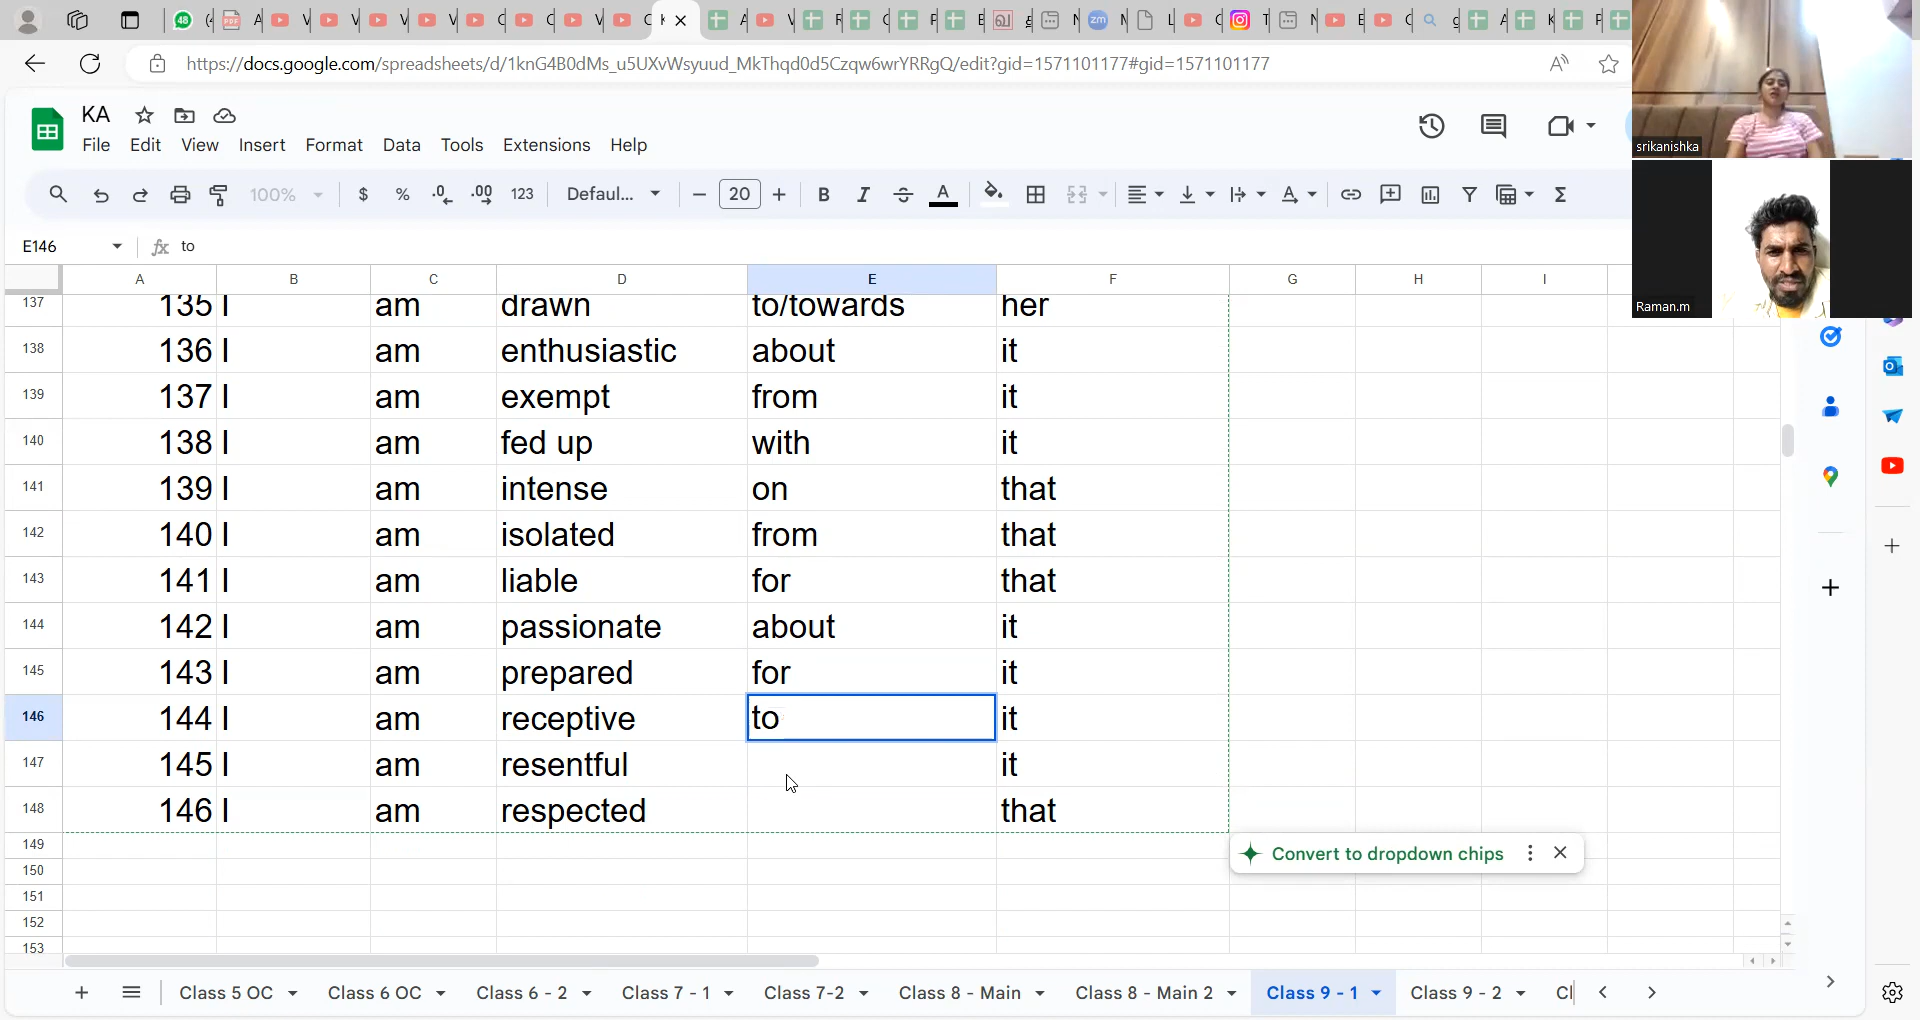 https://docs.google.com/spreadsheets/d/1knG4B0dMs_u5UXvWsyuud_MkThqd0d5Czqw6wrYRRgQ/edit?gid=1571101177#gid=1571101177
KA
File Edit View Insert Format Data Tools Extensions Help
100% $ % .0 .00 123 Defaul... 20 B I A
E146 fx to
A B C D E F G H I
137 135 I am drawn to/towards her
138 136 I am enthusiastic about it
139 137 I am exempt from it
140 138 I am fed up with it
141 139 I am intense on that
142 140 I am isolated from that
143 141 I am liable for that
144 142 I am passionate about it
145 143 I am prepared for it
146 144 I am receptive to it
147 145 I am resentful it
148 146 I am respected that
149
Convert to dropdown chips
150
151
152
153
Class 5 OC Class 6 OC Class 6 - 2 Class 7 - 1 Class 7-2 Class 8 - Main Class 8 - Main 2 Class 9 - 1 Class 9 - 2 Cl
srikanishka
Raman.m